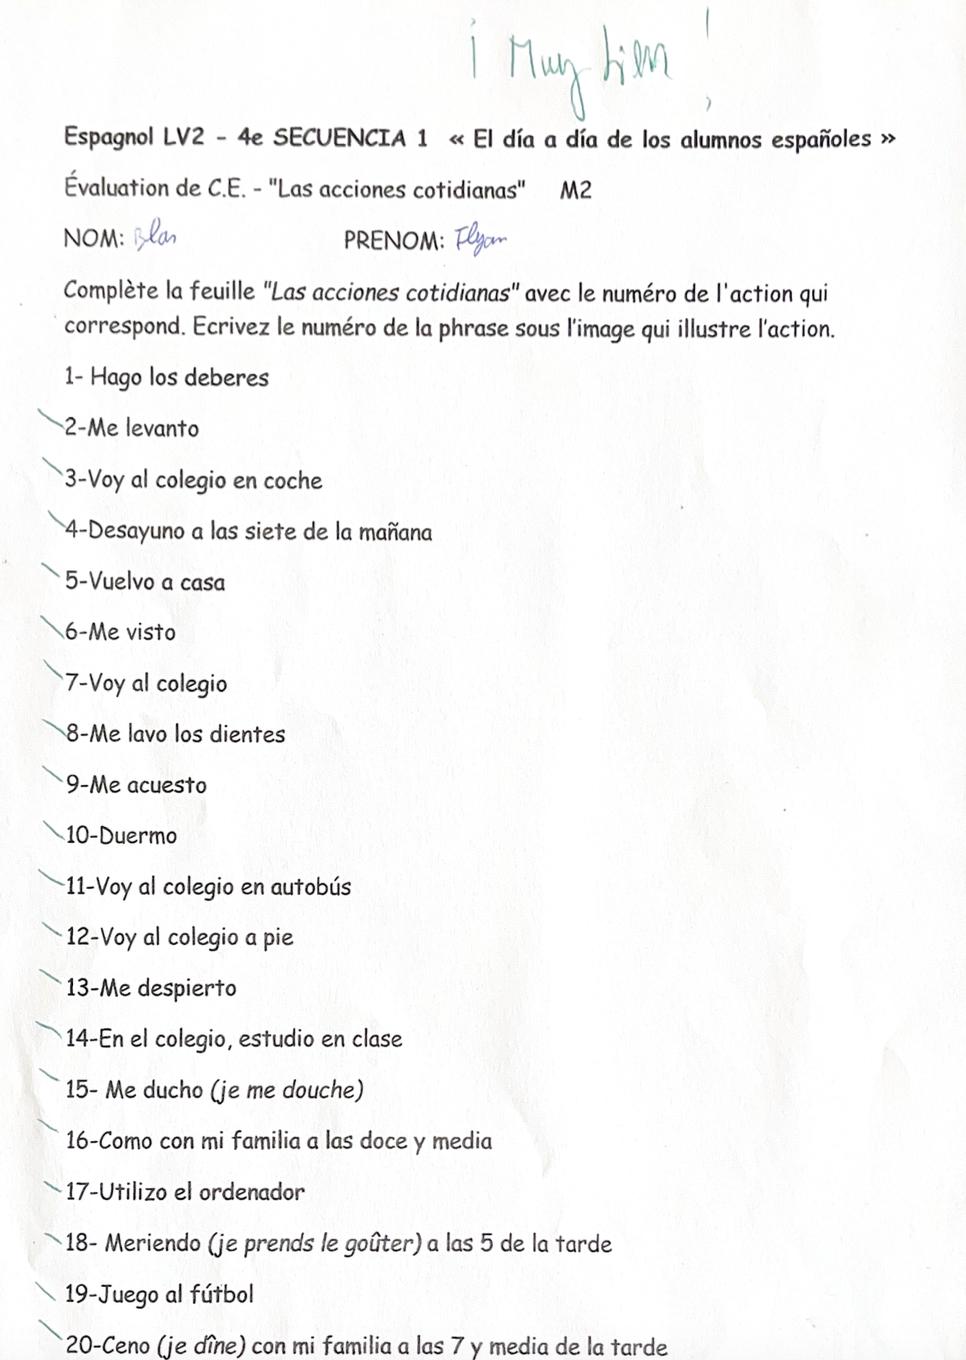 ¡ Muy bien !
Espagnol LV2 - 4e SECUENCIA 1 « El día a día de los alumnos españoles »
Évaluation de C.E. - "Las acciones cotidianas" M2
NOM: Blas PRENOM: Ilyan
Complète la feuille "Las acciones cotidianas" avec le numéro de l'action qui
correspond. Ecrivez le numéro de la phrase sous l'image qui illustre l'action.
1- Hago los deberes
2-Me levanto
3-Voy al colegio en coche
4-Desayuno a las siete de la mañana
5-Vuelvo a casa
6-Me visto
7-Voy al colegio
8-Me lavo los dientes
9-Me acuesto
10-Duermo
11-Voy al colegio en autobús
12-Voy al colegio a pie
13-Me despierto
14-En el colegio, estudio en clase
15- Me ducho (je me douche)
16-Como con mi familia a las doce y media
17-Utilizo el ordenador
18- Meriendo (je prends le goûter) a las 5 de la tarde
19-Juego al fútbol
20-Ceno (je dîne) con mi familia a las 7 y media de la tarde